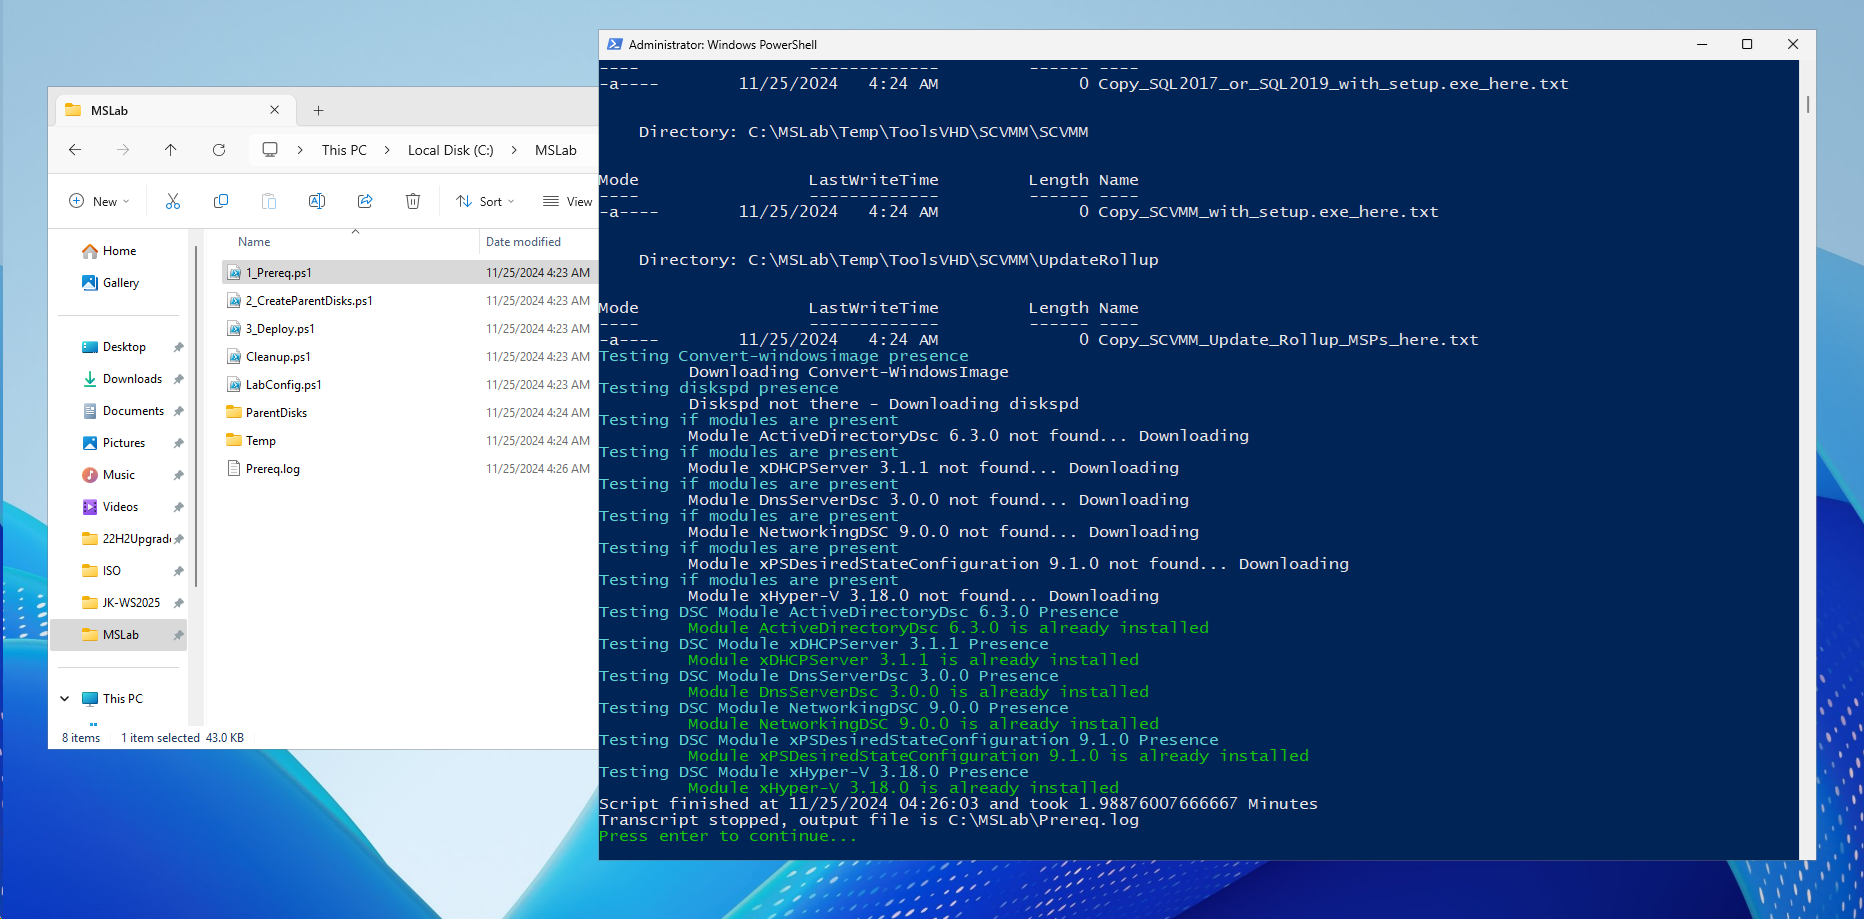 MSLab
This PC
Local Disk (C:)
MSLab
New
Sort
View
Name
Date modified
Home
Gallery
Desktop
Downloads
Documents
Pictures
Music
Videos
22H2Upgrad
ISO
JK-WS2025
MSLab
This PC
1_Prereq.ps1 11/25/2024 4:23 AM
2_CreateParentDisks.ps1 11/25/2024 4:23 AM
3_Deploy.ps1 11/25/2024 4:23 AM
Cleanup.ps1 11/25/2024 4:23 AM
LabConfig.ps1 11/25/2024 4:23 AM
ParentDisks 11/25/2024 4:24 AM
Temp 11/25/2024 4:24 AM
Prereq.log 11/25/2024 4:26 AM
8 items 1 item selected 43.0 KB
Administrator: Windows PowerShell
---- ------------- ------ ----
-a---- 11/25/2024 4:24 AM 0 Copy_SQL2017_or_SQL2019_with_setup.exe_here.txt
Directory: C:\MSLab\Temp\ToolsVHD\SCVMM\SCVMM
Mode LastWriteTime Length Name
---- ------------- ------ ----
-a---- 11/25/2024 4:24 AM 0 Copy_SCVMM_with_setup.exe_here.txt
Directory: C:\MSLab\Temp\ToolsVHD\SCVMM\UpdateRollup
Mode LastWriteTime Length Name
---- ------------- ------ ----
-a---- 11/25/2024 4:24 AM 0 Copy_SCVMM_Update_Rollup_MSPs_here.txt
Testing Convert-windowsimage presence
Downloading Convert-WindowsImage
Testing diskspd presence
Diskspd not there - Downloading diskspd
Testing if modules are present
Module ActiveDirectoryDsc 6.3.0 not found... Downloading
Testing if modules are present
Module xDHCPServer 3.1.1 not found... Downloading
Testing if modules are present
Module DnsServerDsc 3.0.0 not found... Downloading
Testing if modules are present
Module NetworkingDSC 9.0.0 not found... Downloading
Testing if modules are present
Module xPSDesiredStateConfiguration 9.1.0 not found... Downloading
Testing if modules are present
Module xHyper-V 3.18.0 not found... Downloading
Testing DSC Module ActiveDirectoryDsc 6.3.0 Presence
Module ActiveDirectoryDsc 6.3.0 is already installed
Testing DSC Module xDHCPServer 3.1.1 Presence
Module xDHCPServer 3.1.1 is already installed
Testing DSC Module DnsServerDsc 3.0.0 Presence
Module DnsServerDsc 3.0.0 is already installed
Testing DSC Module NetworkingDSC 9.0.0 Presence
Module NetworkingDSC 9.0.0 is already installed
Testing DSC Module xPSDesiredStateConfiguration 9.1.0 Presence
Module xPSDesiredStateConfiguration 9.1.0 is already installed
Testing DSC Module xHyper-V 3.18.0 Presence
Module xHyper-V 3.18.0 is already installed
Script finished at 11/25/2024 04:26:03 and took 1.98876007666667 Minutes
Transcript stopped, output file is C:\MSLab\Prereq.log
Press enter to continue...